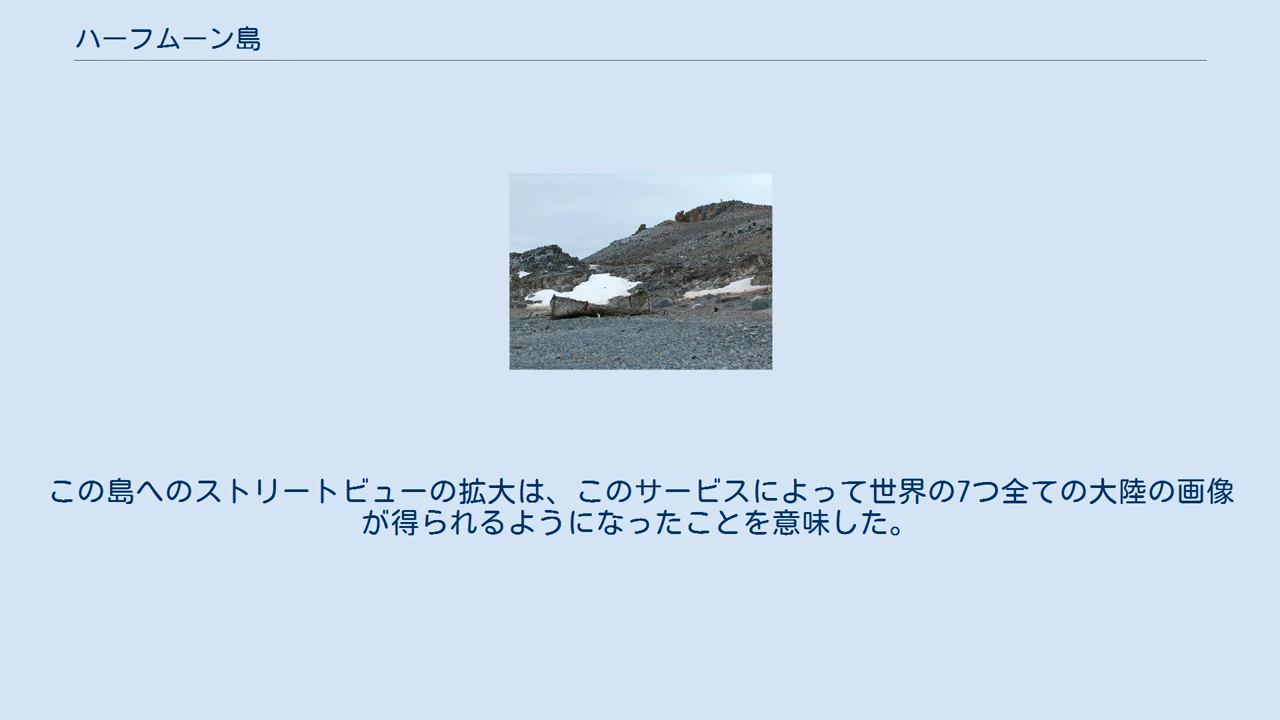 ハーフムーン島
この島へのストリートビューの拡大は、このサービスによって世界の7つ全ての大陸の画像
が得られるようになったことを意味した。